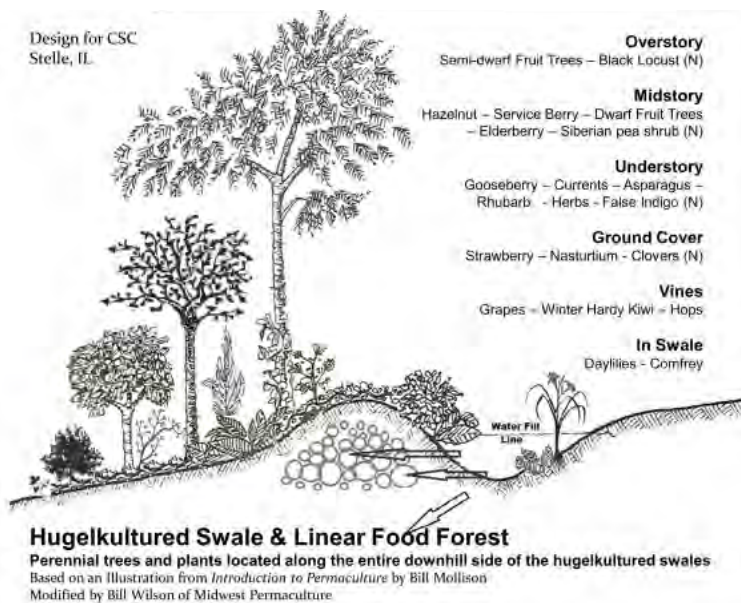 Design for CSC
Stelle, IL
Overstory
Semi-dwarf Fruit Trees – Black Locust (N)
Midstory
Hazelnut – Service Berry – Dwarf Fruit Trees
– Elderberry – Siberian pea shrub (N)
Understory
Gooseberry – Currents – Asparagus –
Rhubarb - Herbs - False Indigo (N)
Ground Cover
Strawberry – Nasturtium - Clovers (N)
Vines
Grapes – Winter Hardy Kiwi – Hops
In Swale
Daylilies - Comfrey
Water Fill
Line
Hugelkultured Swale & Linear Food Forest
Perennial trees and plants located along the entire downhill side of the hugelkultured swales
Based on an Illustration from Introduction to Permaculture by Bill Mollison
Modified by Bill Wilson of Midwest Permaculture